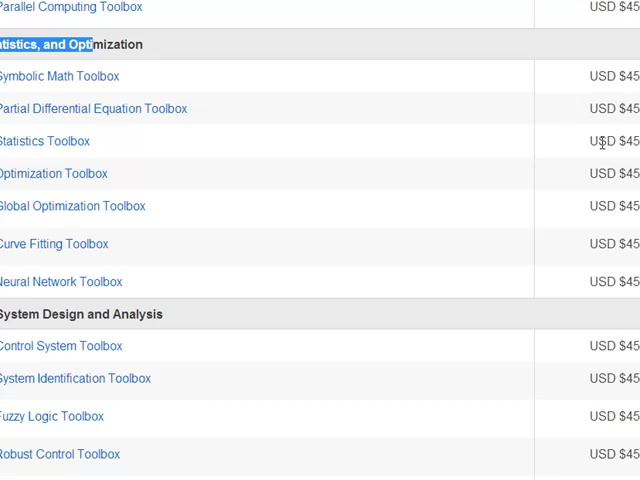 Parallel Computing Toolbox USD $45
tistics, and Optimization
Symbolic Math Toolbox USD $45
Partial Differential Equation Toolbox USD $45
Statistics Toolbox USD $45
Optimization Toolbox USD $45
Global Optimization Toolbox USD $45
Curve Fitting Toolbox USD $45
Neural Network Toolbox USD $45
System Design and Analysis
Control System Toolbox USD $45
System Identification Toolbox USD $45
Fuzzy Logic Toolbox USD $45
Robust Control Toolbox USD $45